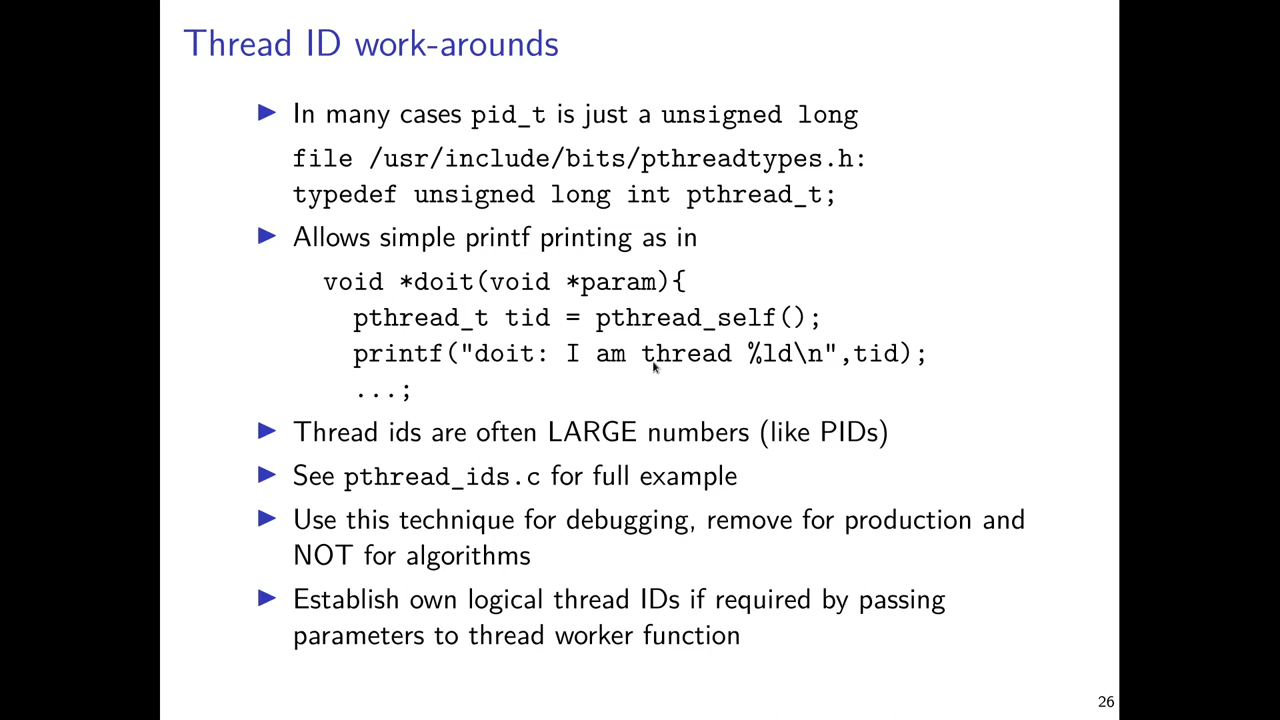 Thread ID work-arounds
▶ In many cases pid_t is just a unsigned long
file /usr/include/bits/pthreadtypes.h:
typedef unsigned long int pthread_t;
▶ Allows simple printf printing as in
void *doit(void *param){
pthread_t tid = pthread_self();
printf("doit: I am thread %ld\n",tid);
...;
▶ Thread ids are often LARGE numbers (like PIDs)
▶ See pthread_ids.c for full example
▶ Use this technique for debugging, remove for production and
NOT for algorithms
▶ Establish own logical thread IDs if required by passing
parameters to thread worker function
26